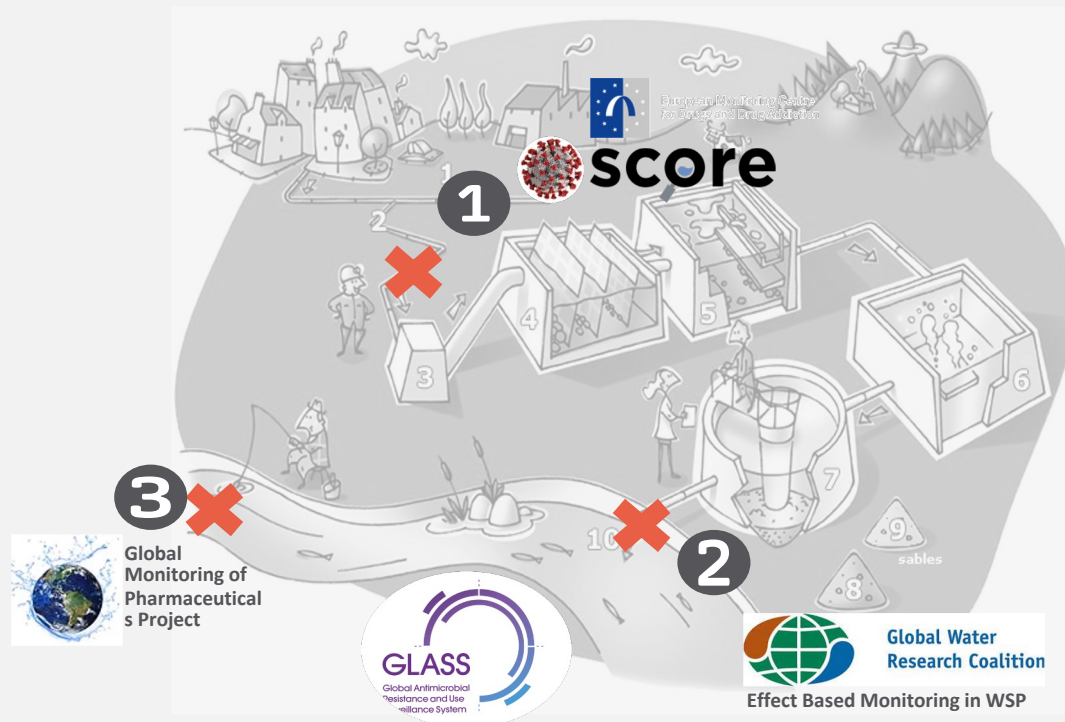 European Monitoring Centre
for Drugs and Drug Addiction
score
1
1
2
3
4
5
6
7
8
9
sables
10
2
3
Global
Monitoring of
Pharmaceutical
s Project
GLASS
Global Antimicrobial
Resistance and Use
Surveillance System
Global Water
Research Coalition
Effect Based Monitoring in WSP